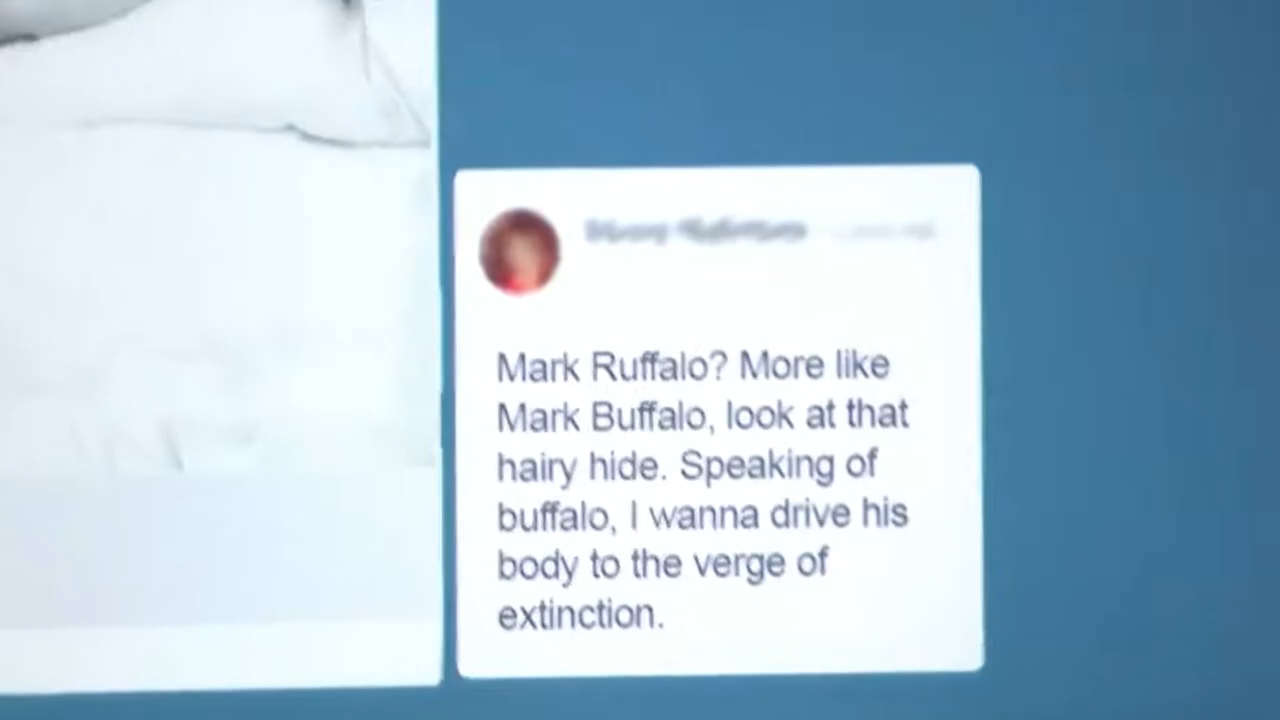 Mark Ruffalo? More like
Mark Buffalo, look at that
hairy hide. Speaking of
buffalo, I wanna drive his
body to the verge of
extinction.